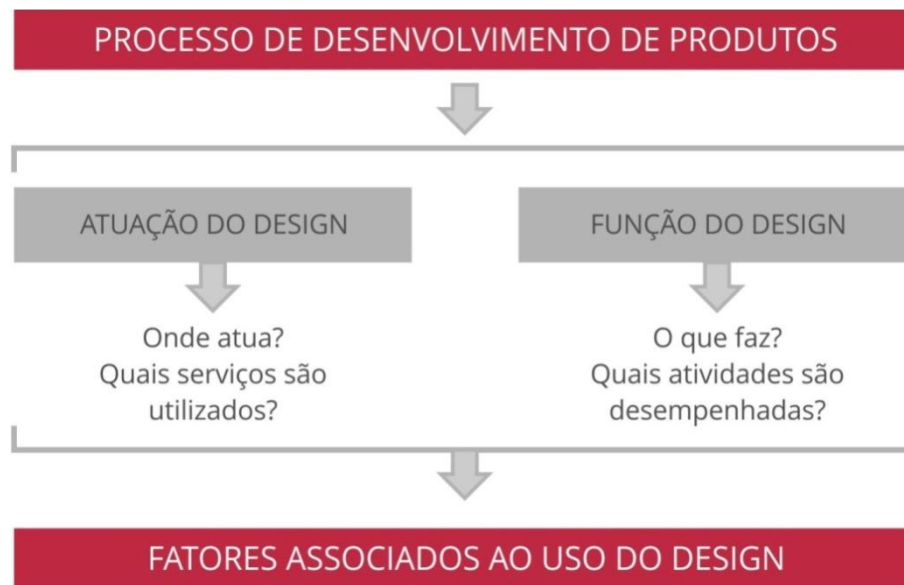 PROCESSO DE DESENVOLVIMENTO DE PRODUTOS
ATUAÇÃO DO DESIGN
Onde atua?
Quais serviços são
utilizados?
FUNÇÃO DO DESIGN
O que faz?
Quais atividades são
desempenhadas?
FATORES ASSOCIADOS AO USO DO DESIGN